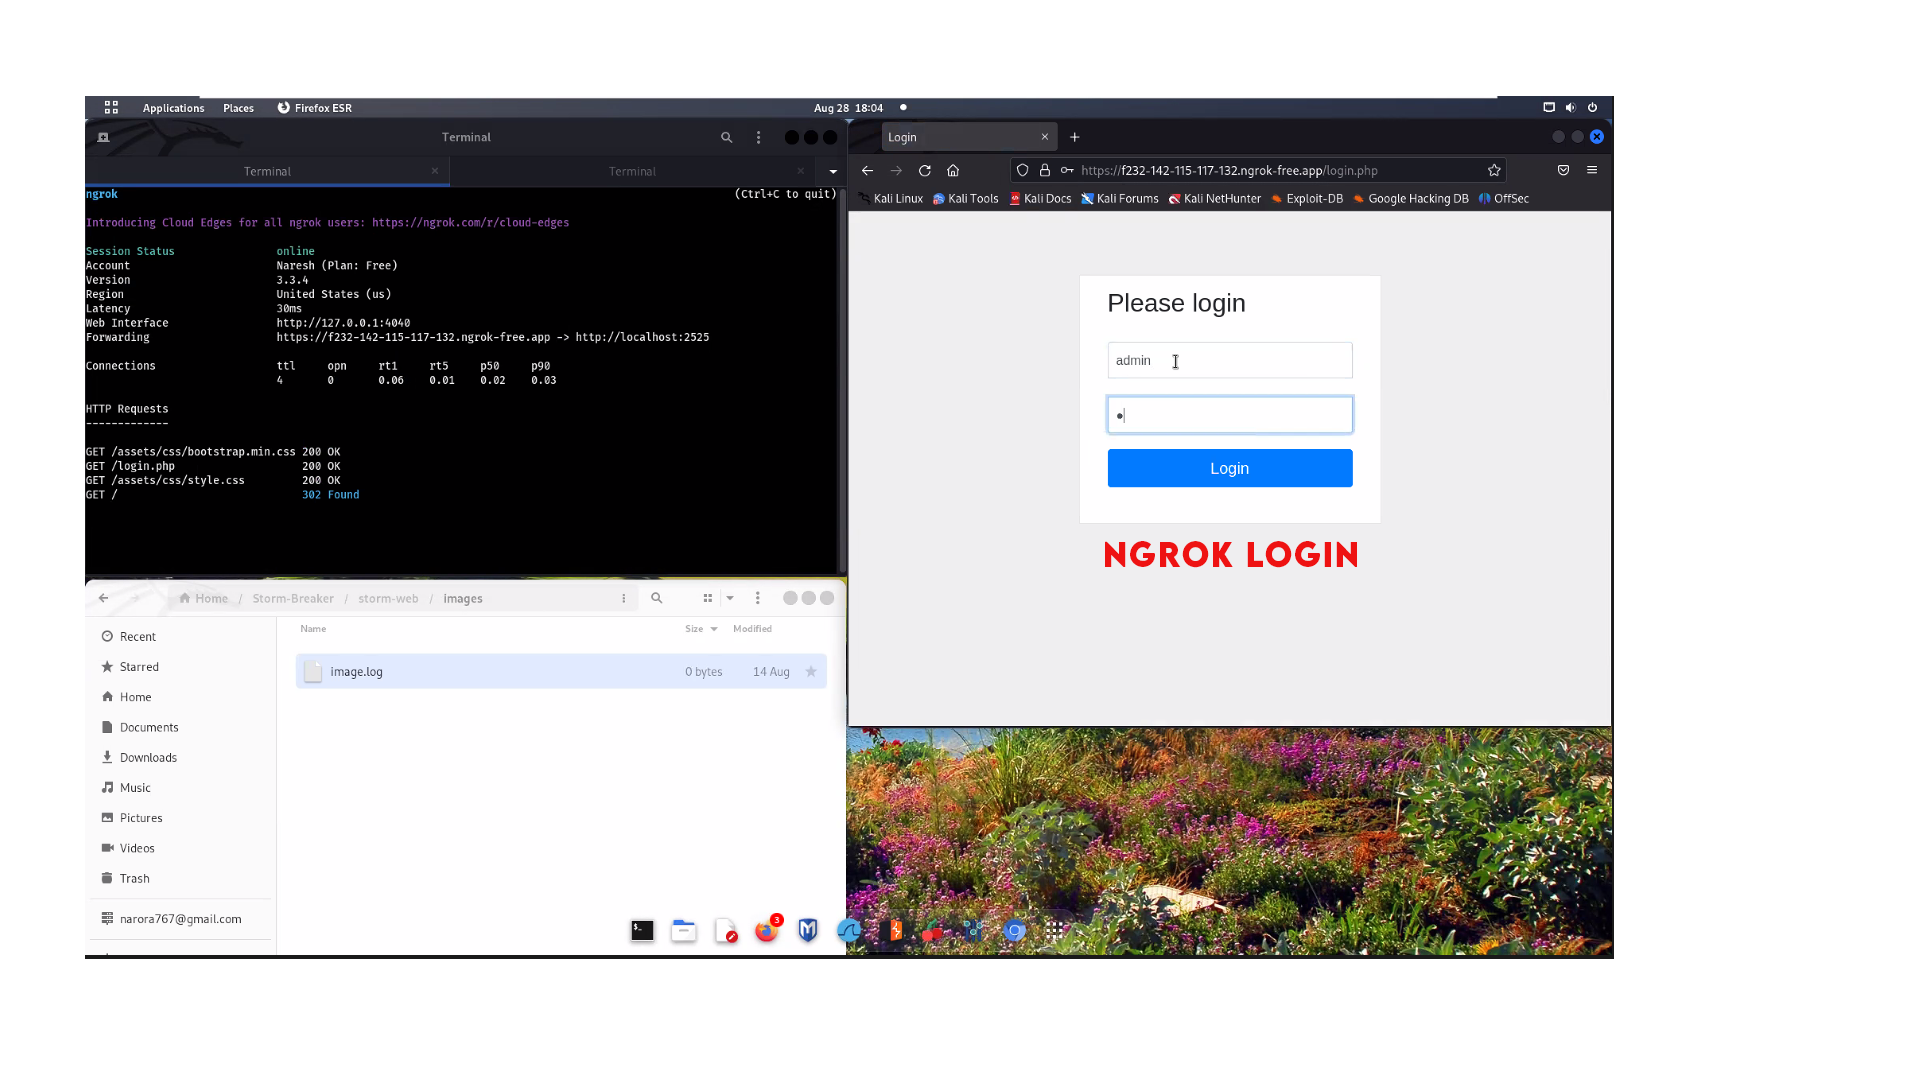 Applications Places Firefox ESR Aug 28 18:04
Terminal
Terminal Terminal
ngrok (Ctrl+C to quit)
Introducing Cloud Edges for all ngrok users: https://ngrok.com/r/cloud-edges
Session Status online
Account Naresh (Plan: Free)
Version 3.3.4
Region United States (us)
Latency 30ms
Web Interface http://127.0.0.1:4040
Forwarding https://f232-142-115-117-132.ngrok-free.app -> http://localhost:2525
Connections ttl opn rt1 rt5 p50 p90
4 0 0.06 0.01 0.02 0.03
HTTP Requests
-------------
GET /assets/css/bootstrap.min.css 200 OK
GET /login.php 200 OK
GET /assets/css/style.css 200 OK
GET / 302 Found
Home / Storm-Breaker / storm-web / images
Name Size Modified
image.log 0 bytes 14 Aug
Recent
Starred
Home
Documents
Downloads
Music
Pictures
Videos
Trash
narora767@gmail.com
Login
https://f232-142-115-117-132.ngrok-free.app/login.php
Kali Linux Kali Tools Kali Docs Kali Forums Kali NetHunter Exploit-DB Google Hacking DB OffSec
Please login
admin
Login
NGROK LOGIN
3